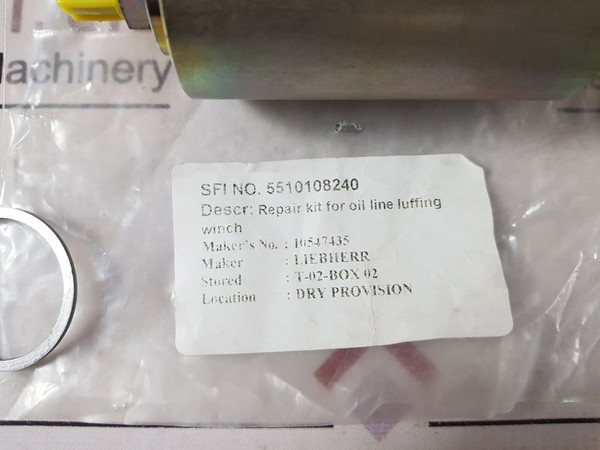 achinery
SFI NO. 5510108240
Descr: Repair kit for oil line luffing
winch
Maker's No. : 10547435
Maker : LIEBHERR
Stored : T-02-BOX 02
Location : DRY PROVISION